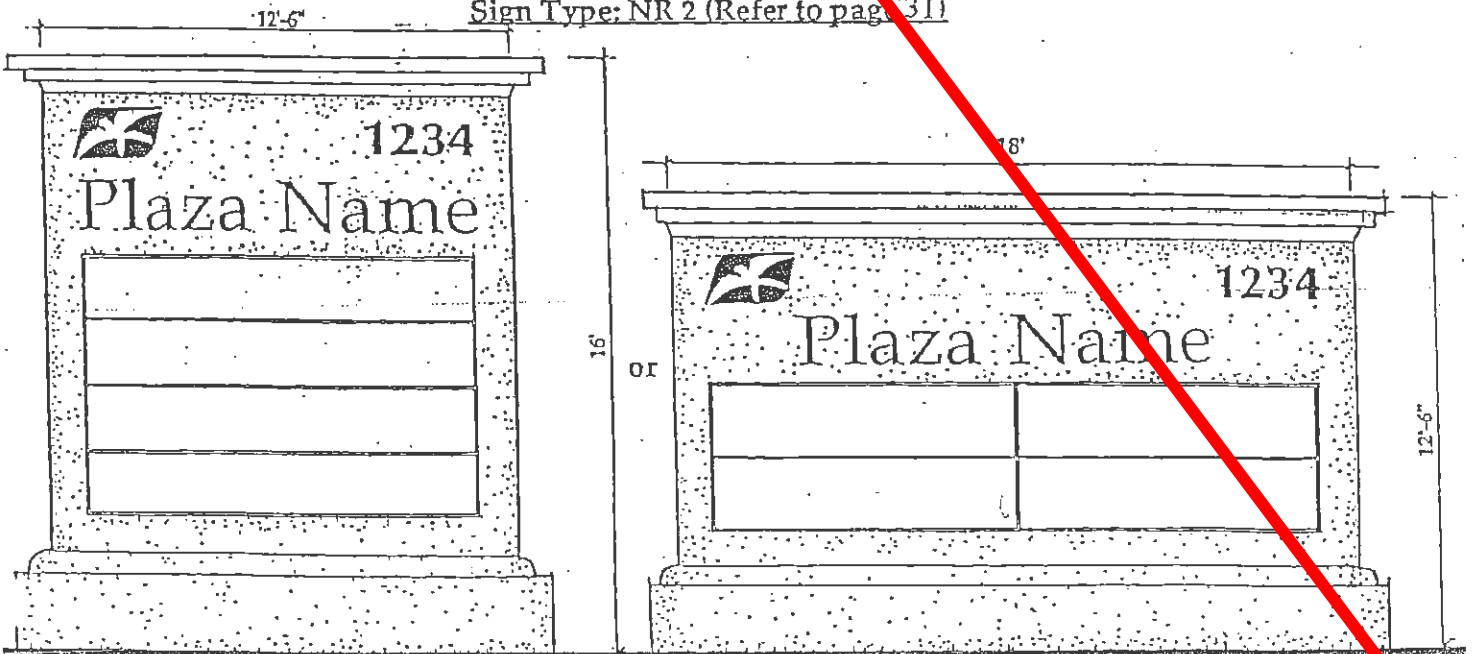 Sign Type: NR 2 (Refer to page 31)
12'-6"
1234
Plaza Name
16'
or
18'
1234
Plaza Name
12'-6"